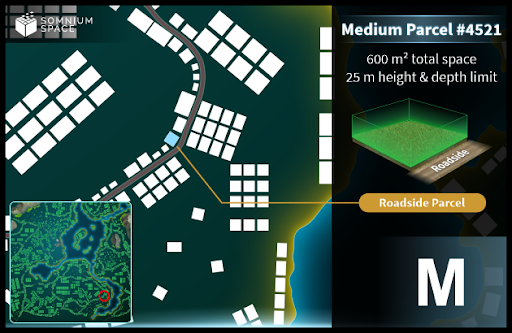 SOMNIUM
SPACE
Medium Parcel #4521
600 m² total space
25 m height & depth limit
Roadside
Roadside Parcel
M